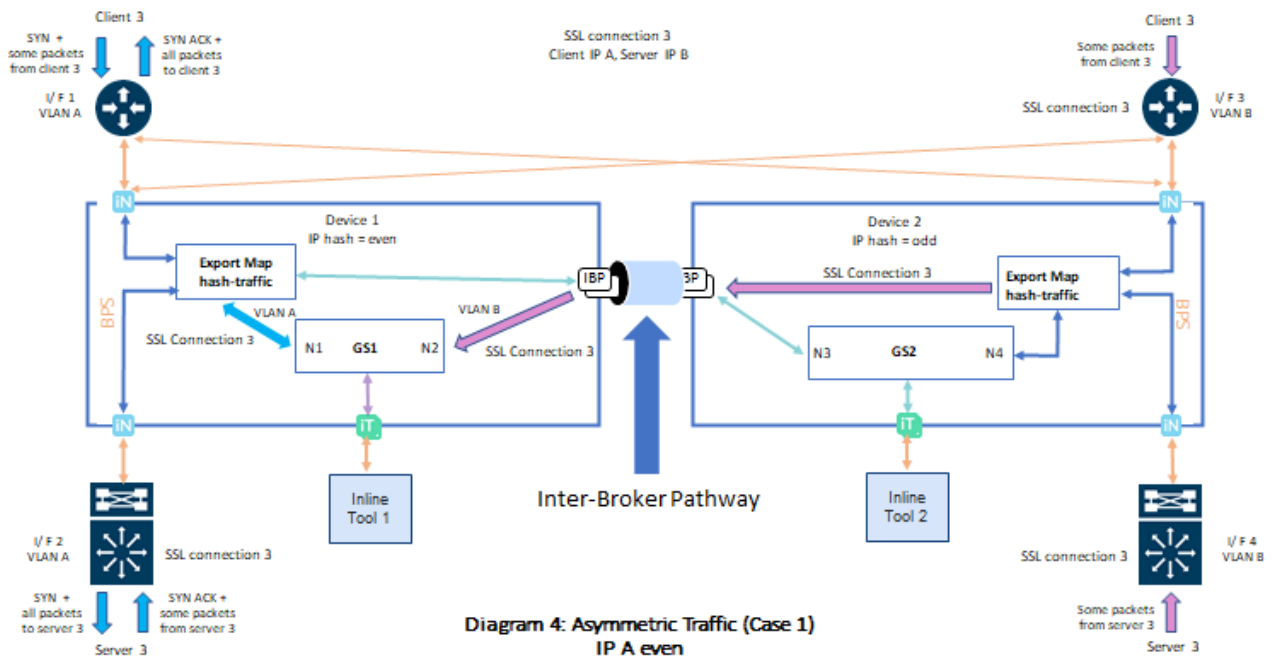 Client 3
SYN +
some packets
from client 3
SYN ACK +
all packets
to client 3
SSL connection 3
Client IP A, Server IP B
Client 3
Some packets
from client 3
I/ F 1
VLAN A
SSL connection 3
I/ F 3
VLAN B
iN
iN
Device 1
IP hash = even
Device 2
IP hash = odd
Export Map
hash-traffic
IBP
BP
SSL Connection 3
Export Map
hash-traffic
BPS
VLAN A
VLAN B
BPS
SSL Connection 3
SSL Connection 3
N1
GS1
N2
N3
GS2
N4
iN
iT
iT
iN
Inline
Tool 1
Inter-Broker Pathway
Inline
Tool 2
I/ F 2
VLAN A
SSL connection 3
SSL connection 3
I/ F 4
VLAN B
SYN +
all packets
to server 3
SYN ACK +
some packets
from server 3
Server 3
Some packets
from server 3
Server 3
Diagram 4: Asymmetric Traffic (Case 1)
IP A even